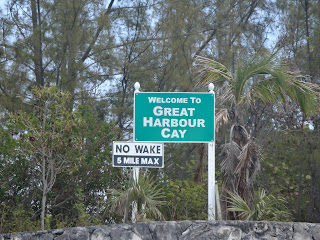 WELCOME TO
GREAT
HARBOUR
CAY
NO WAKE
5 MILE MAX